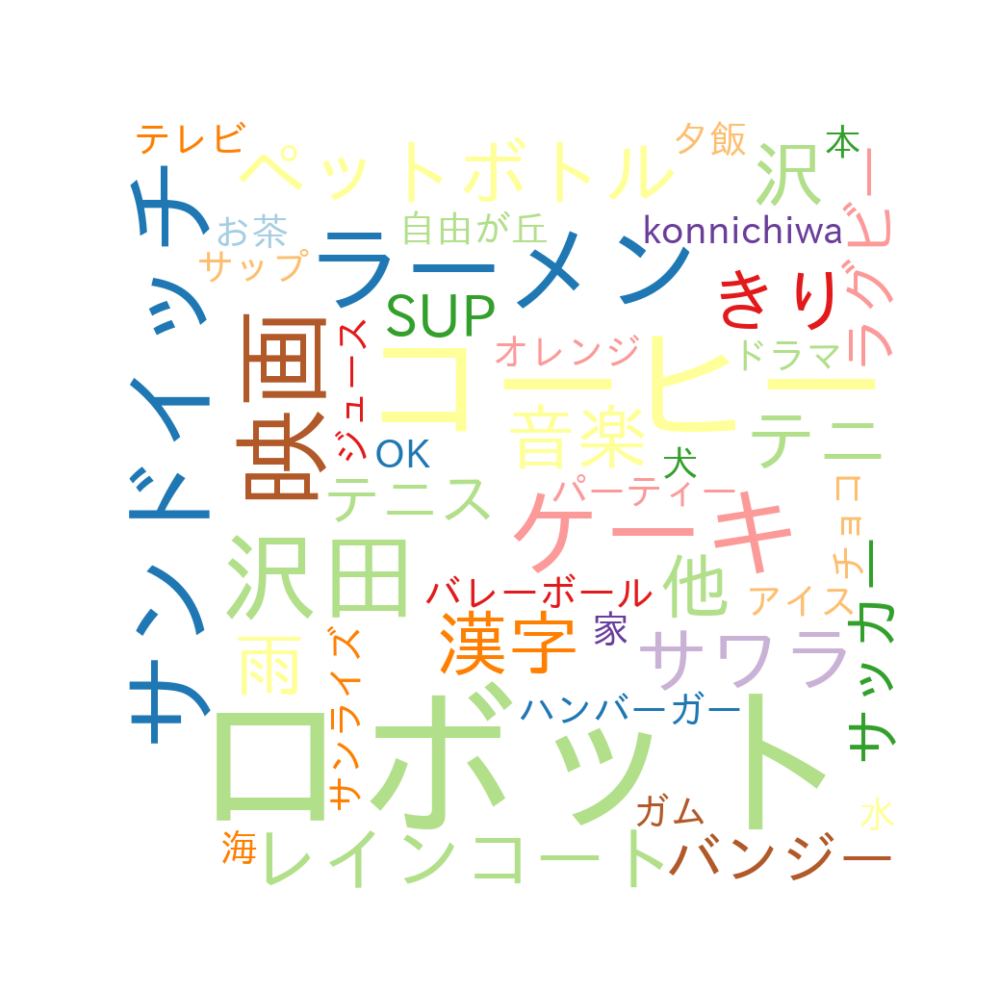 テレビ
ペットボトル
夕飯
沢
本
サンドイッチ
お茶
自由が丘
konnichiwa
ラグビー
サップ
ラーメン
きり
SUP
映画
ジュース
コーヒー
オレンジ
ドラマ
OK
音楽
テニ
犬
テニス
パーティー
チョコ
ケーキ
沢田
バレーボール
他
アイス
サッカー
漢字
家
サワラ
雨
サンライズ
ハンバーガー
ロボット
ガム
水
海
レインコート
バンジー